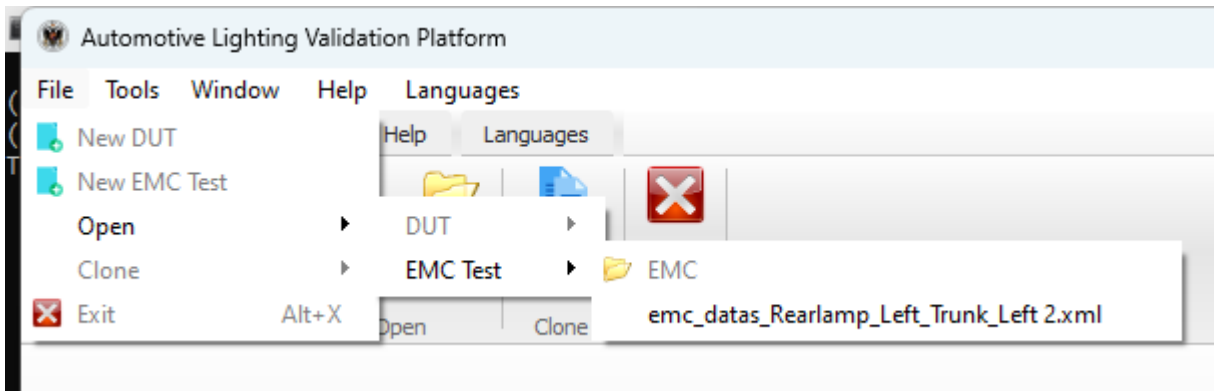 Automotive Lighting Validation Platform
File Tools Window Help Languages
Help Languages
New DUT
New EMC Test
Open
Clone
Exit Alt+X
DUT
EMC Test
EMC
emc_datas_Rearlamp_Left_Trunk_Left 2.xml
Open Clone